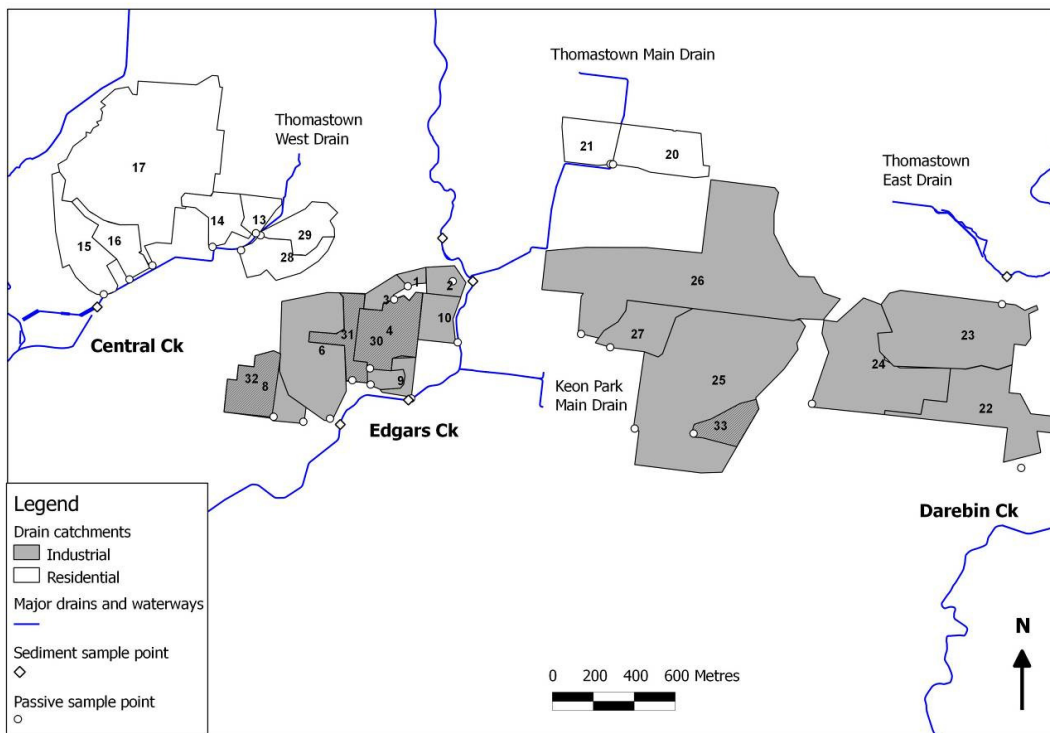 Thomastown Main Drain
Thomastown
West Drain
21
20
17
Thomastown
East Drain
14
13
29
28
15
16
1
2
3
26
10
4
31
30
6
27
23
Central Ck
9
25
24
32
8
22
Keon Park
Main Drain
33
Edgars Ck
Darebin Ck
Legend
Drain catchments
Industrial
Residential
Major drains and waterways
Sediment sample point
Passive sample point
N
0 200 400 600 Metres